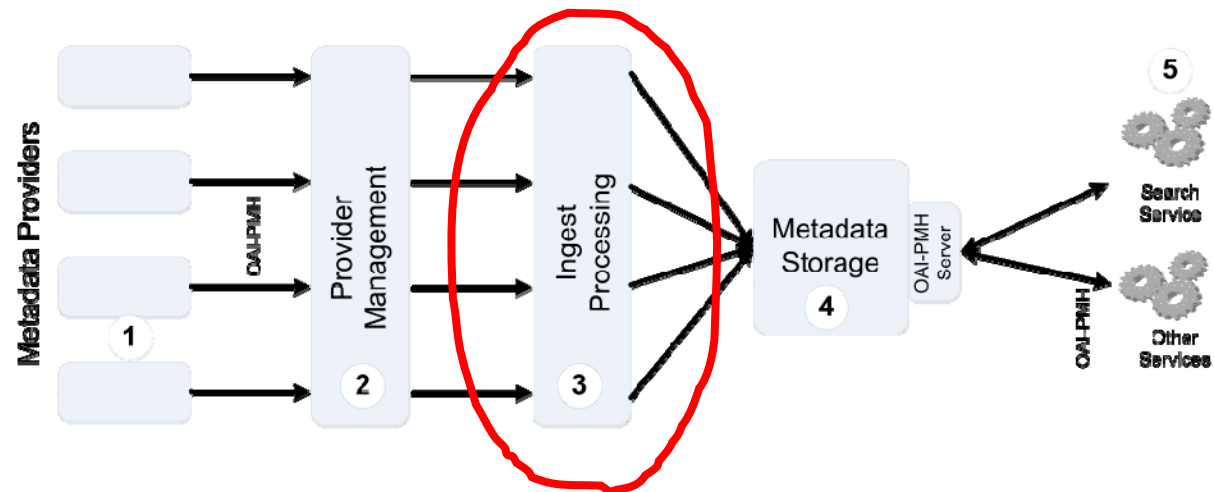 Metadata Providers
1
OAI-PMH
Provider
Management
2
Ingest
Processing
3
Metadata
Storage
4
OAI-PMH
Server
5
Search
Service
OAI-PMH
Other
Services